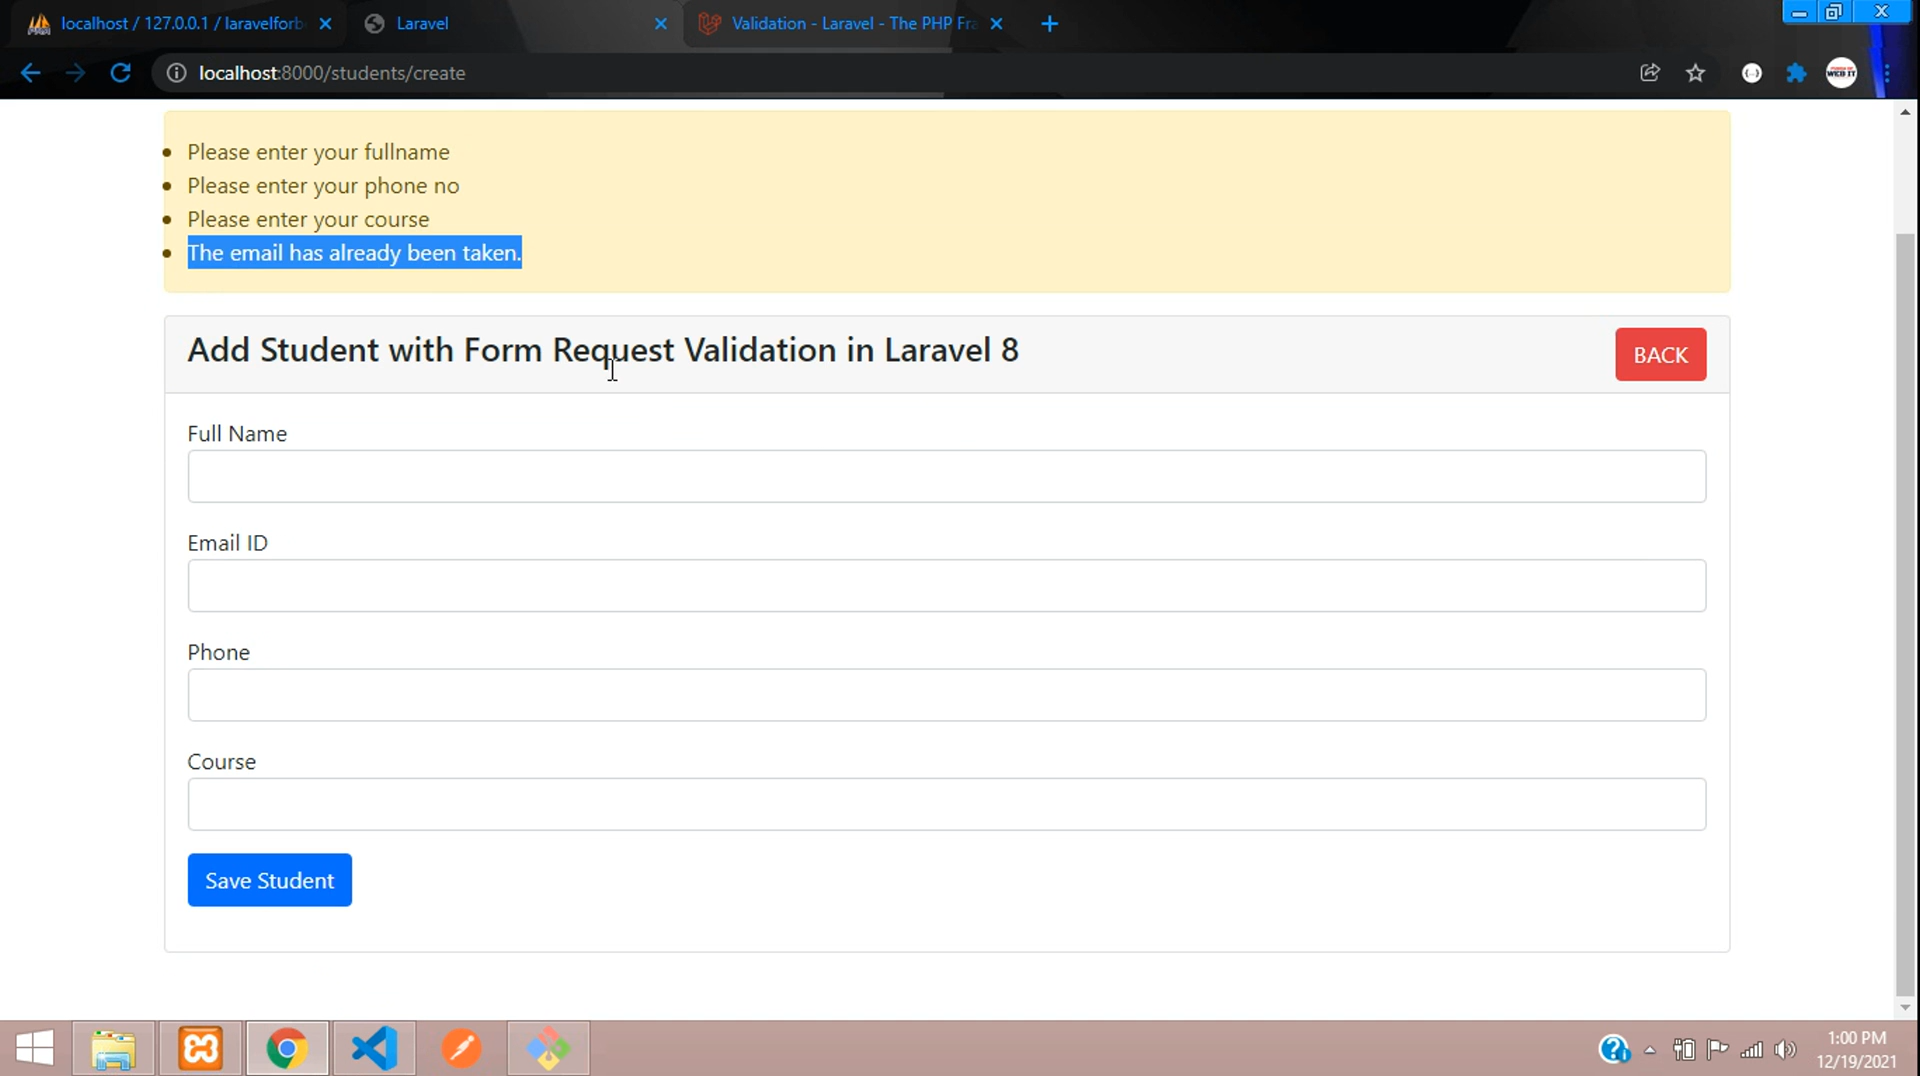 localhost / 127.0.0.1 / laravelforb
Laravel
Validation - Laravel - The PHP Fra
localhost:8000/students/create
WEB IT
Please enter your fullname
Please enter your phone no
Please enter your course
The email has already been taken.
Add Student with Form Request Validation in Laravel 8
BACK
Full Name
Email ID
Phone
Course
Save Student
1:00 PM
12/19/2021